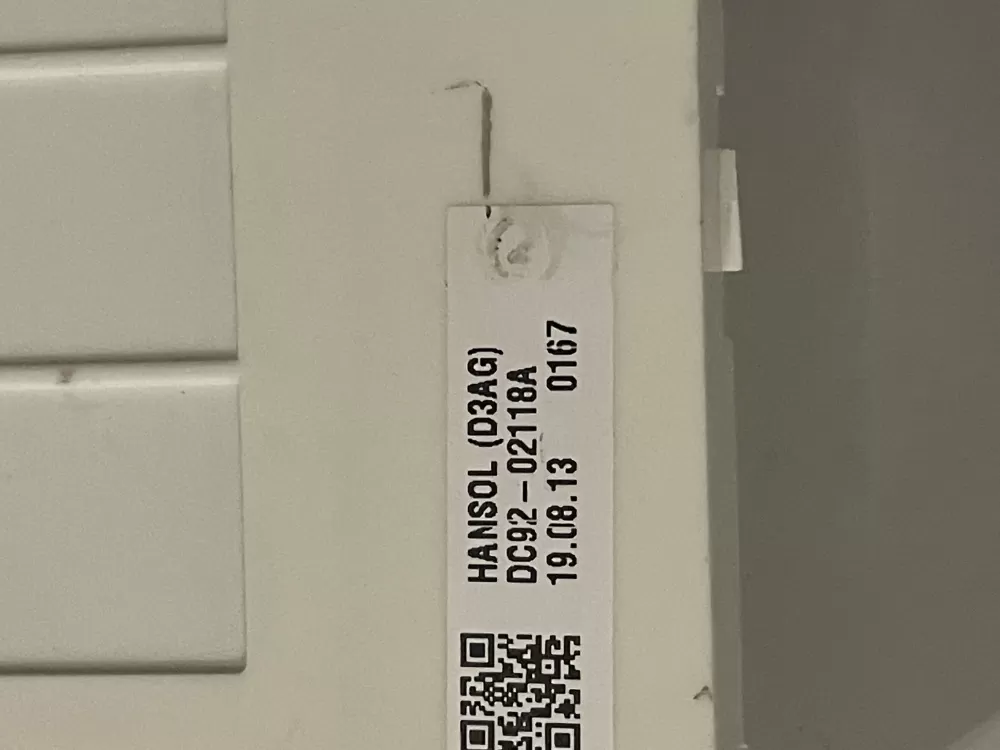 HANSOL (D3AG)
DC92-02118A
19.08.13 0167